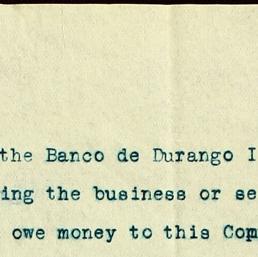 the Banco de Durango I
ing the business or se
owe money to this Com